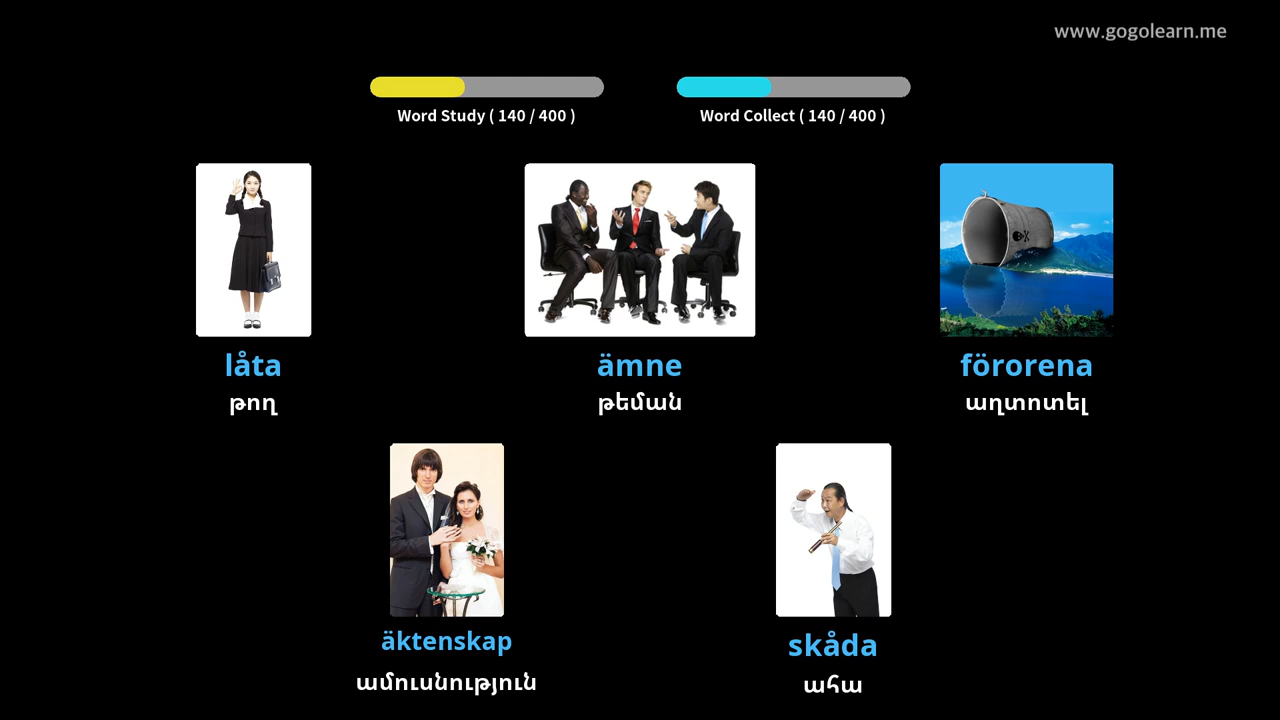 www.gogolearn.me
Word Study ( 140 / 400 )
Word Collect ( 140 / 400 )
låta
թող
ämne
թեման
förorena
աղտոտել
äktenskap
ամուսնություն
skåda
ահա